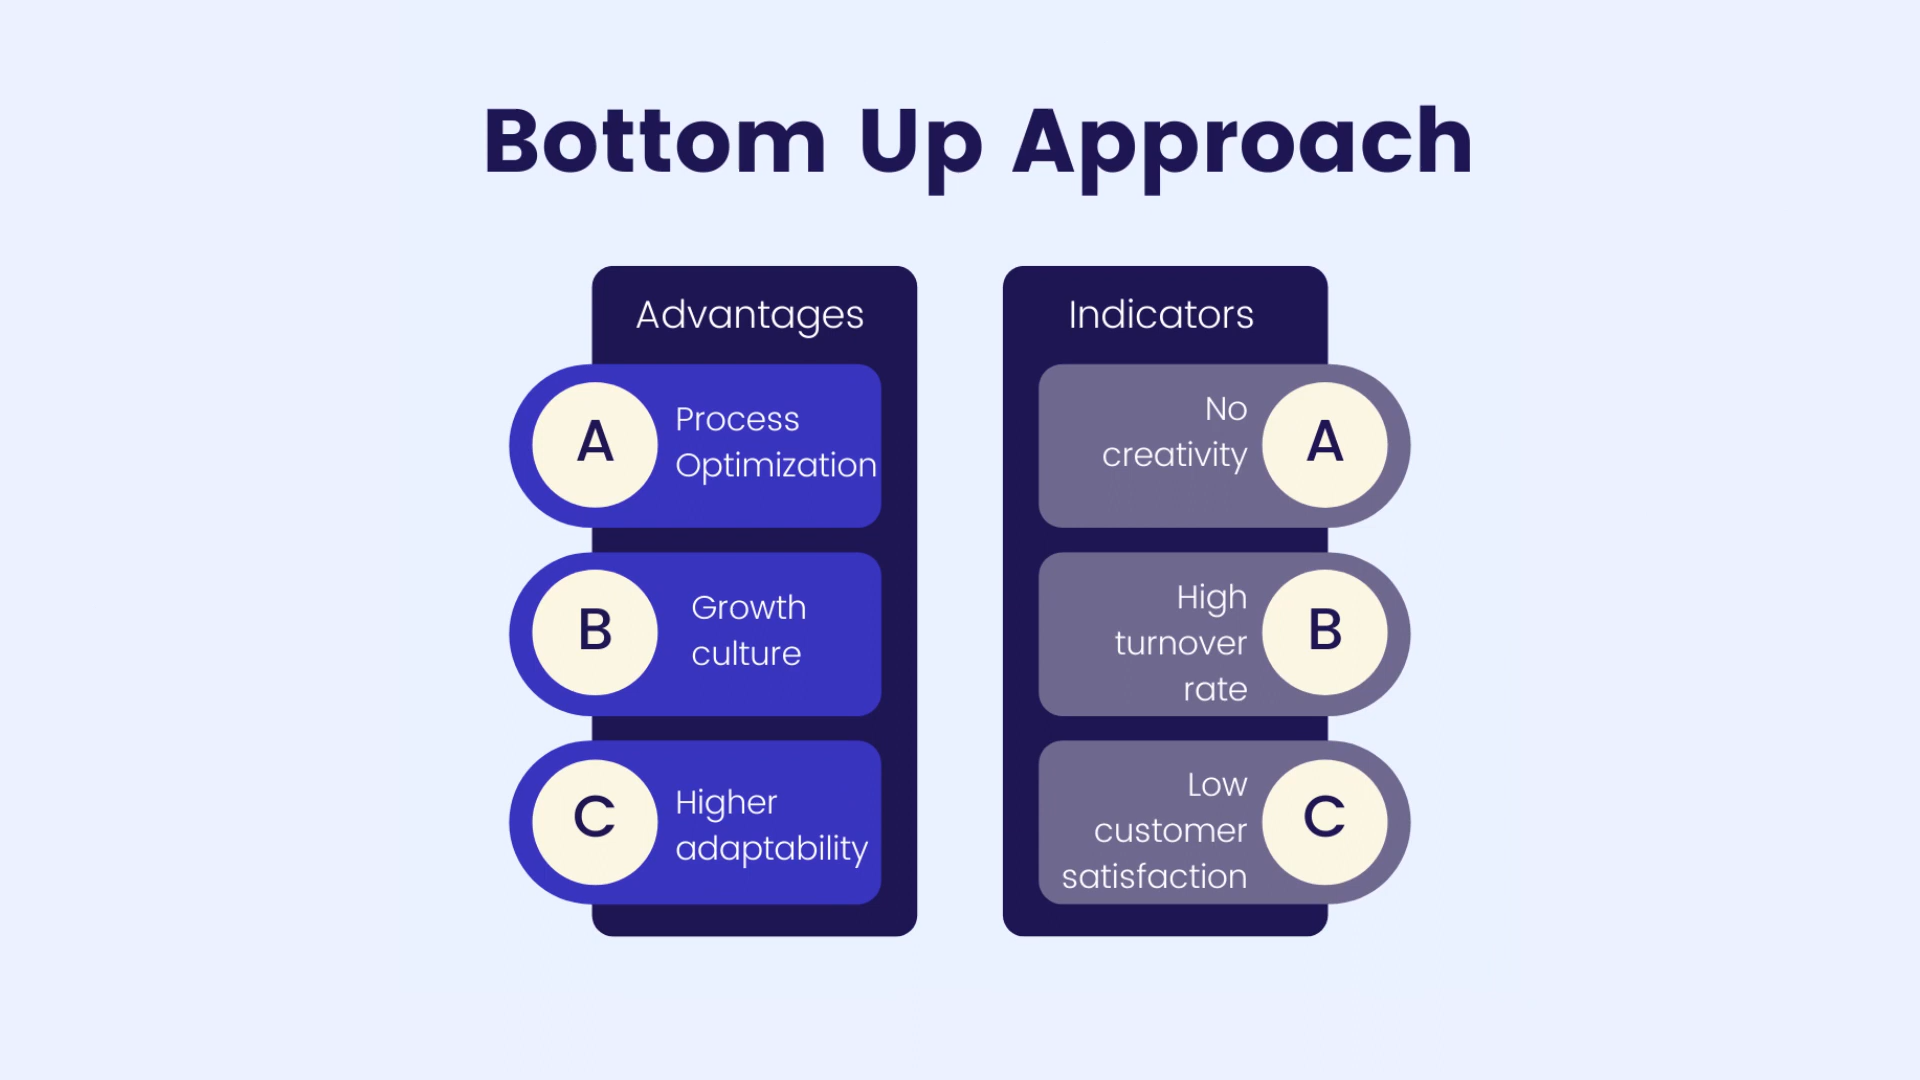 Bottom Up Approach
Advantages
A
Process
Optimization
B
Growth
culture
C
Higher
adaptability
Indicators
No
creativity
A
High
turnover
rate
B
Low
customer
satisfaction
C